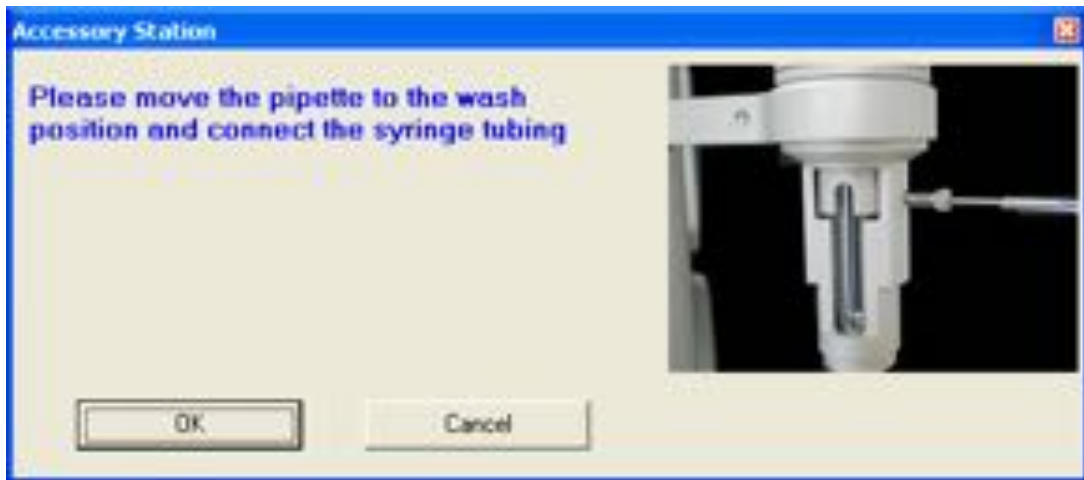 Accessory Station
Please move the pipette to the wash
position and connect the syringe tubing
OK
Cancel